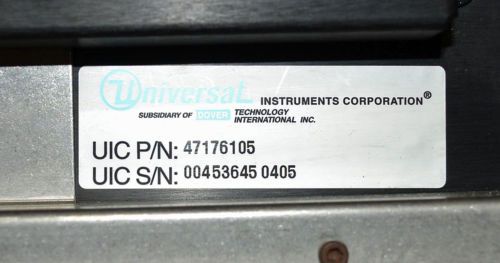 Universal INSTRUMENTS CORPORATION®
SUBSIDIARY OF DOVER TECHNOLOGY INTERNATIONAL INC.
UIC P/N: 47176105
UIC S/N: 00453645 0405